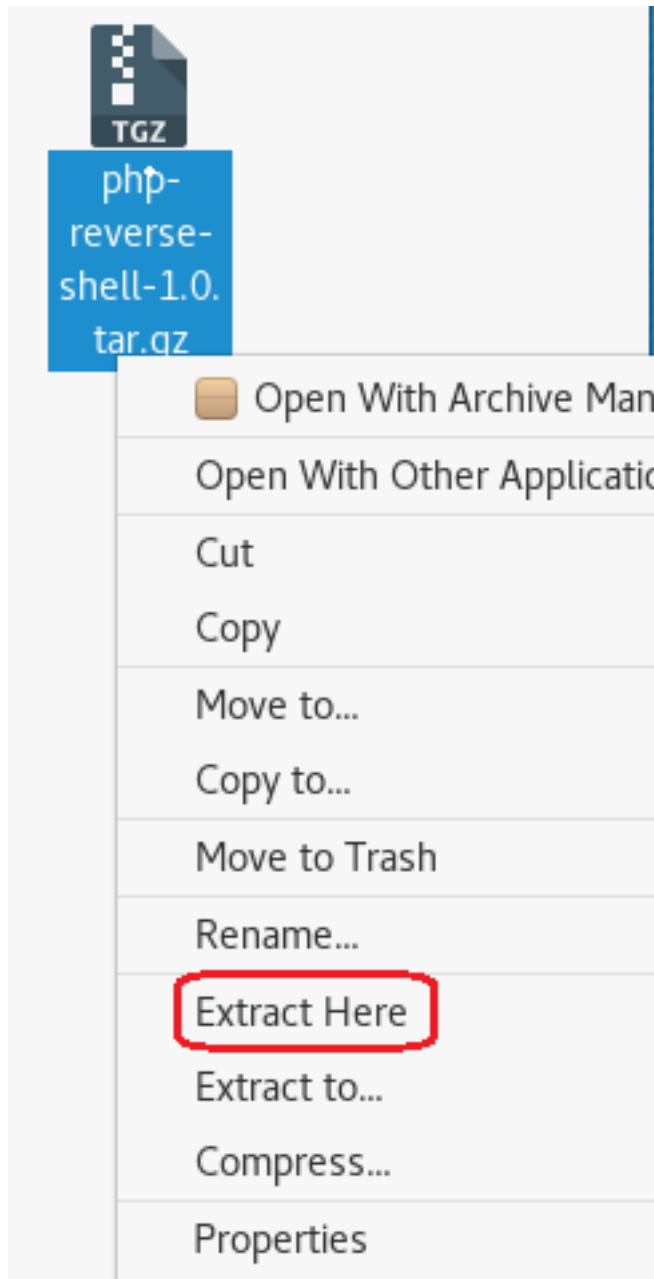 TGZ
php-
reverse-
shell-1.0.
tar.gz
Open With Archive Man
Open With Other Applicatio
Cut
Copy
Move to...
Copy to...
Move to Trash
Rename...
Extract Here
Extract to...
Compress...
Properties